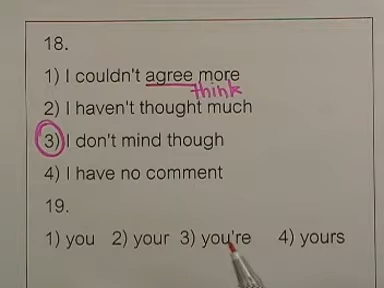 18.
1) I couldn't agree more
think
2) I haven't thought much
3) I don't mind though
4) I have no comment
19.
1) you 2) your 3) you're 4) yours